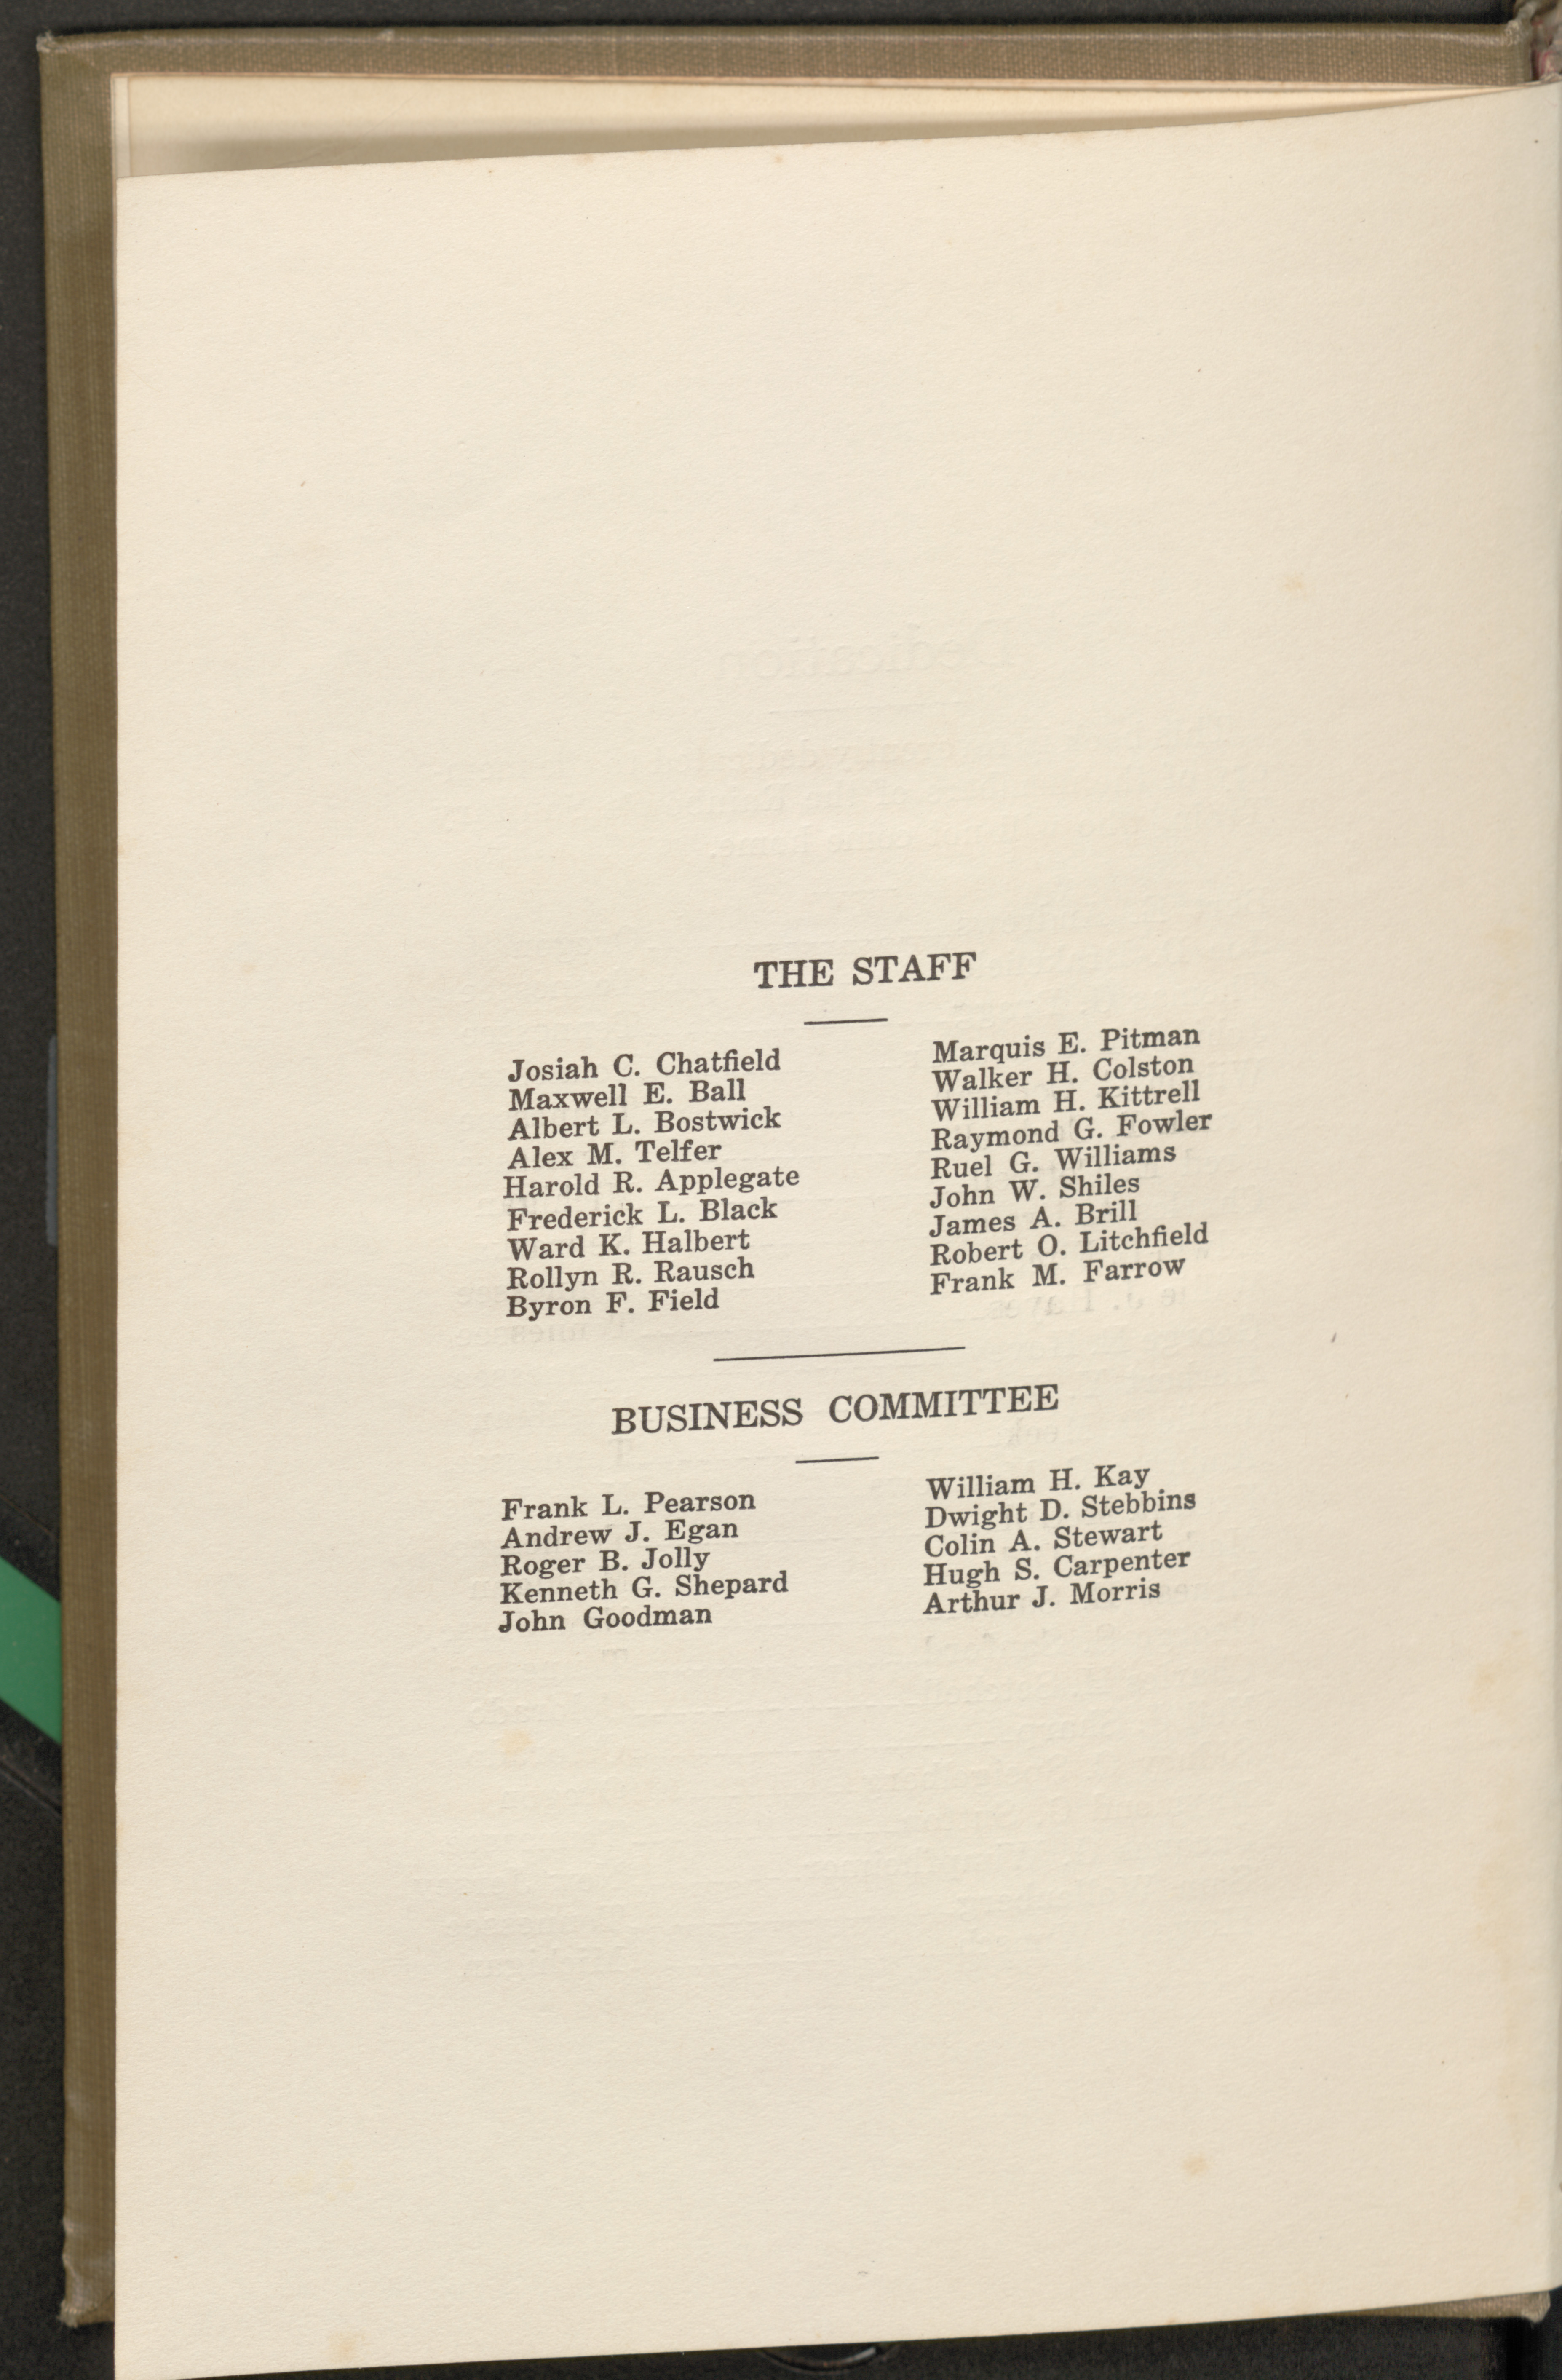 THE STAFF
Josiah C. Chatfield
Maxwell E. Ball
Albert L. Bostwick
Alex M. Telfer
Harold R. Applegate
Frederick L. Black
Ward K. Halbert
Rollyn R. Rausch
Byron F. Field
Marquis E. Pitman
Walker H. Colston
William H. Kittrell
Raymond G. Fowler
Ruel G. Williams
John W. Shiles
James A. Brill
Robert O. Litchfield
Frank M. Farrow
BUSINESS COMMITTEE
Frank L. Pearson
Andrew J. Egan
Roger B. Jolly
Kenneth G. Shepard
John Goodman
William H. Kay
Dwight D. Stebbins
Colin A. Stewart
Hugh S. Carpenter
Arthur J. Morris